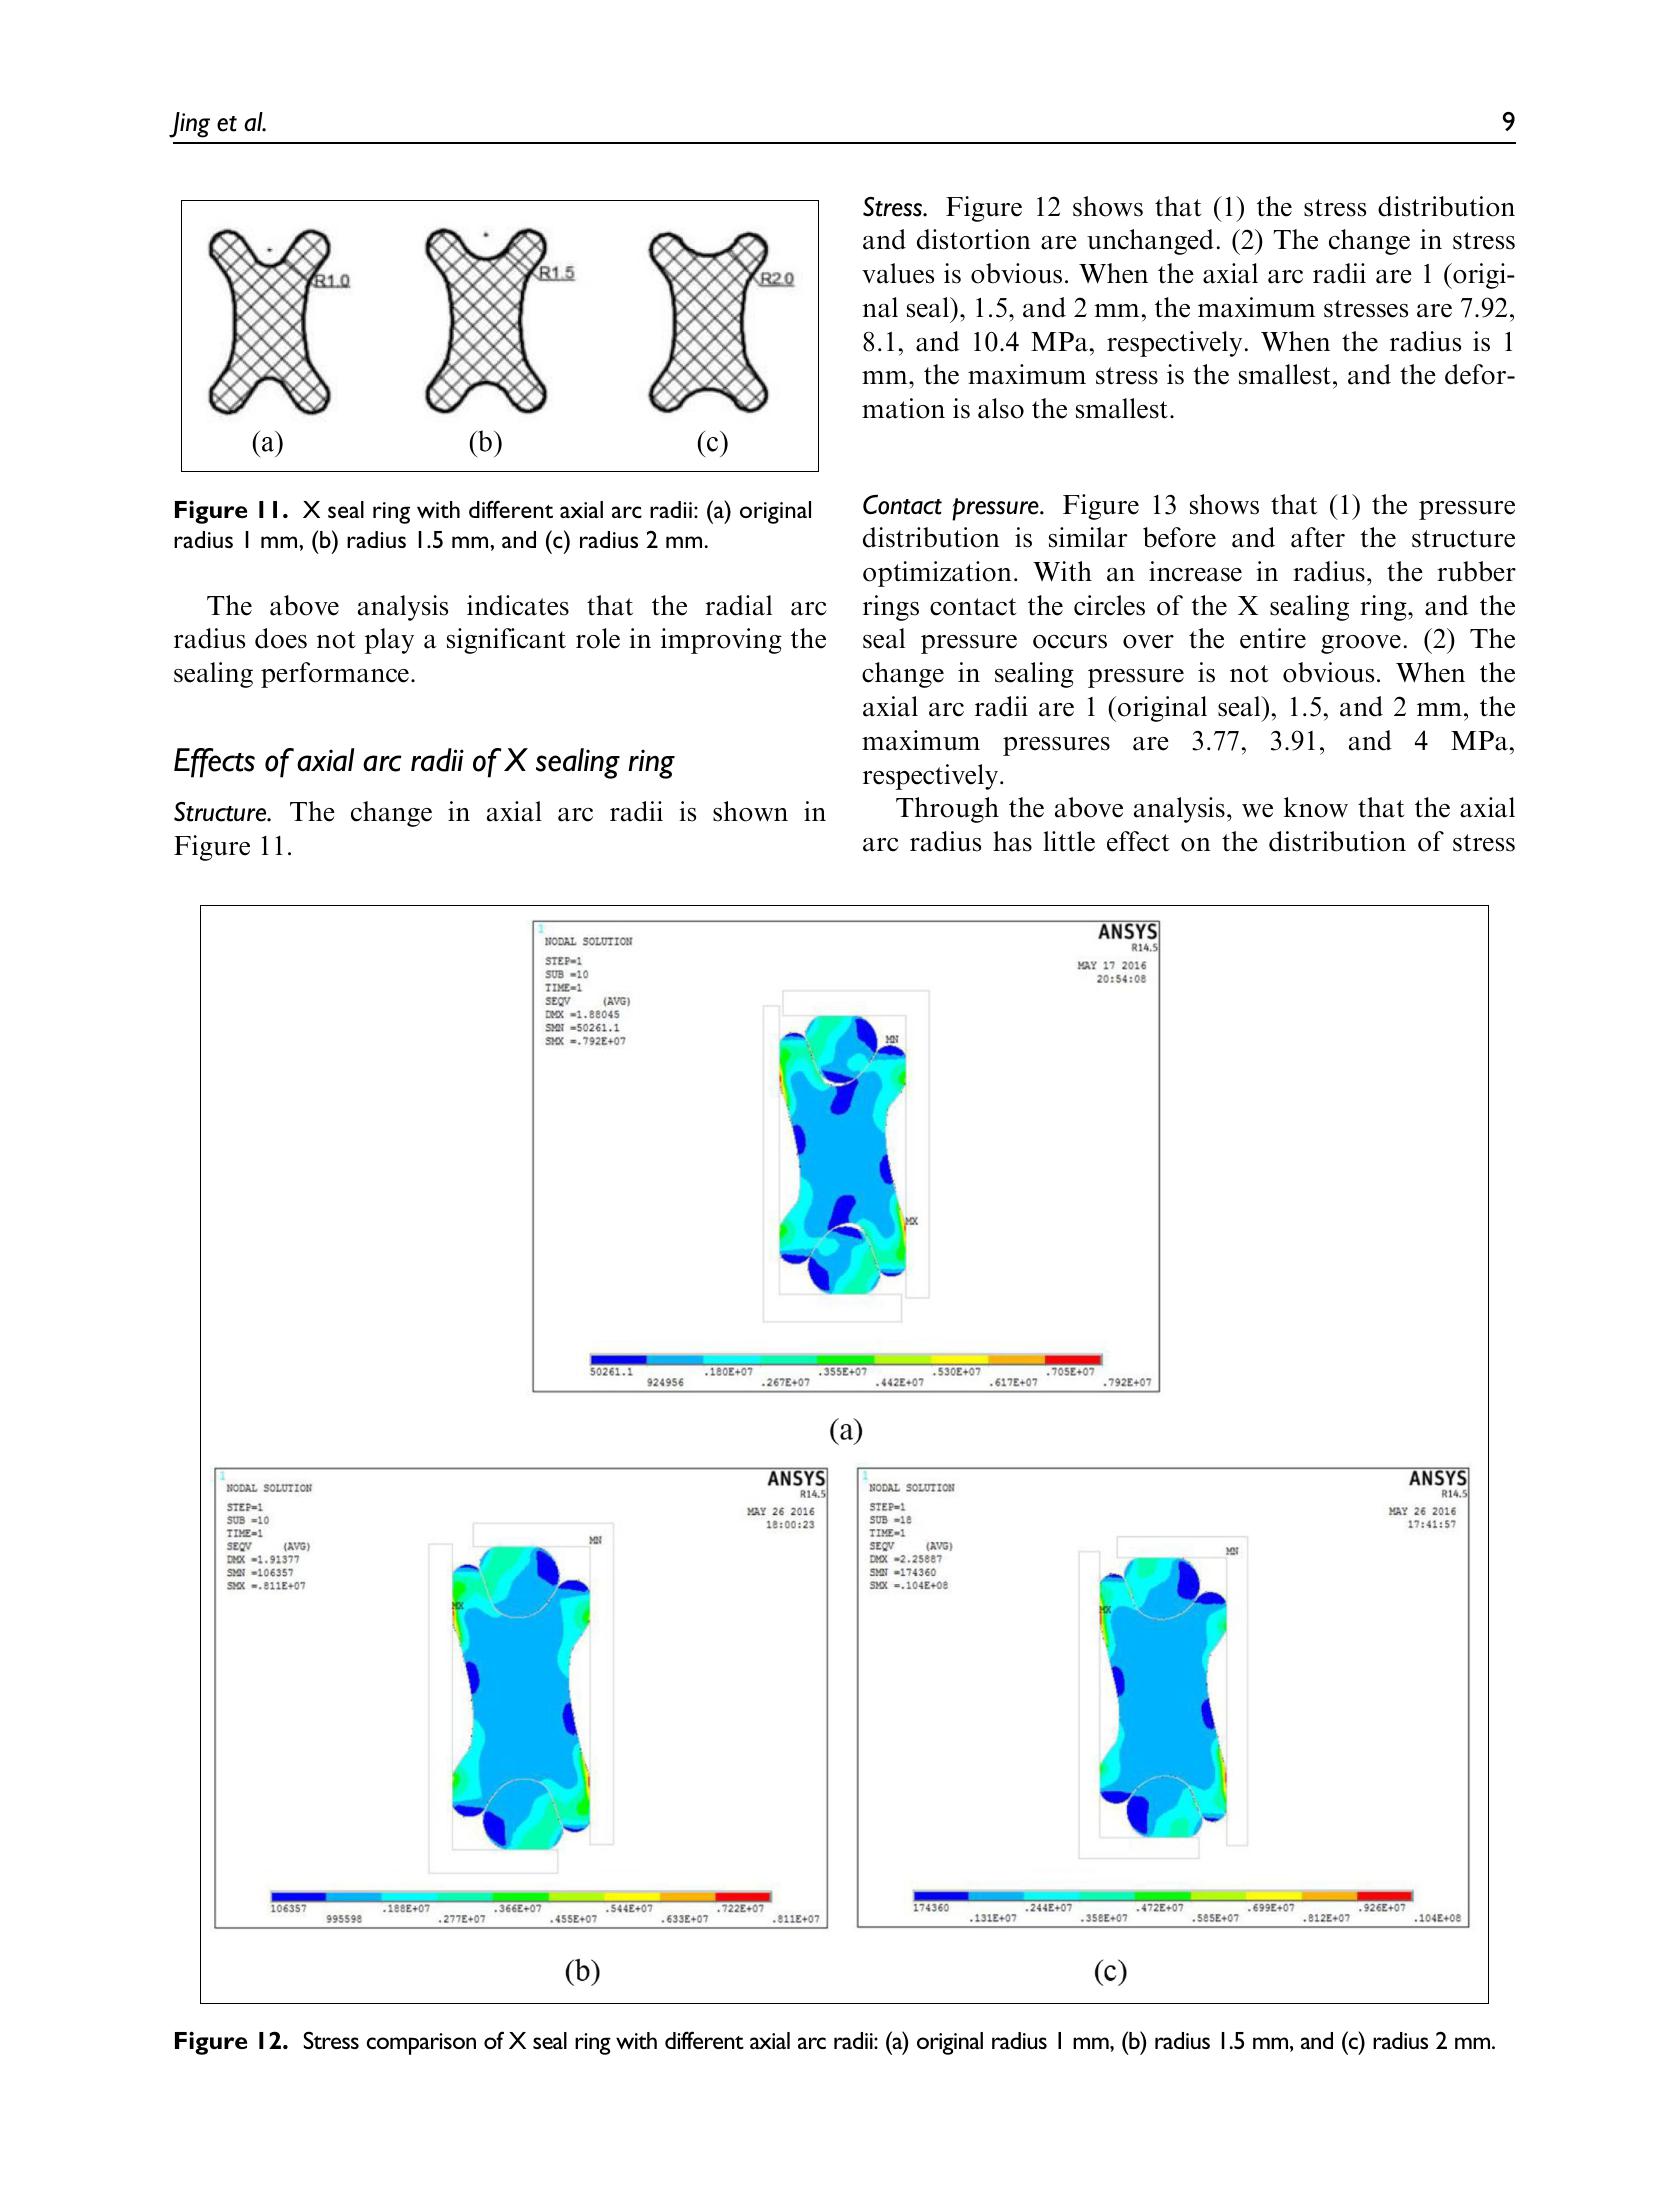 Jing et al.
9
R1.0
R1.5
R2.0
(a)
(b)
(c)
Figure 11. X seal ring with different axial arc radii: (a) original
radius 1 mm, (b) radius 1.5 mm, and (c) radius 2 mm.
The above analysis indicates that the radial arc
radius does not play a significant role in improving the
sealing performance.
Effects of axial arc radii of X sealing ring
Structure. The change in axial arc radii is shown in
Figure 11.
Stress. Figure 12 shows that (1) the stress distribution
and distortion are unchanged. (2) The change in stress
values is obvious. When the axial arc radii are 1 (origi-
nal seal), 1.5, and 2 mm, the maximum stresses are 7.92,
8.1, and 10.4 MPa, respectively. When the radius is 1
mm, the maximum stress is the smallest, and the defor-
mation is also the smallest.
Contact pressure. Figure 13 shows that (1) the pressure
distribution is similar before and after the structure
optimization. With an increase in radius, the rubber
rings contact the circles of the X sealing ring, and the
seal pressure occurs over the entire groove. (2) The
change in sealing pressure is not obvious. When the
axial arc radii are 1 (original seal), 1.5, and 2 mm, the
maximum pressures are 3.77, 3.91, and 4 MPa,
respectively.
Through the above analysis, we know that the axial
arc radius has little effect on the distribution of stress
1
NODAL SOLUTION
STEP=1
SUB =10
TIME=1
SEQV (AVG)
DMX =1.88045
SMN =50261.1
SMX =.792E+07
ANSYS
R14.5
MAY 17 2016
20:54:08
MN
MX
50261.1 .180E+07 .355E+07 .530E+07 .705E+07
924956 .267E+07 .442E+07 .617E+07 .792E+07
(a)
1
NODAL SOLUTION
STEP=1
SUB =10
TIME=1
SEQV (AVG)
DMX =1.91377
SMN =106357
SMX =.811E+07
ANSYS
R14.5
MAY 26 2016
18:00:23
MN
MX
106357 .188E+07 .366E+07 .544E+07 .722E+07
995598 .277E+07 .455E+07 .633E+07 .811E+07
(b)
1
NODAL SOLUTION
STEP=1
SUB =18
TIME=1
SEQV (AVG)
DMX =2.25887
SMN =174360
SMX =.104E+08
ANSYS
R14.5
MAY 26 2016
17:41:57
MN
MX
174360 .244E+07 .472E+07 .699E+07 .926E+07
.131E+07 .358E+07 .585E+07 .812E+07 .104E+08
(c)
Figure 12. Stress comparison of X seal ring with different axial arc radii: (a) original radius 1 mm, (b) radius 1.5 mm, and (c) radius 2 mm.